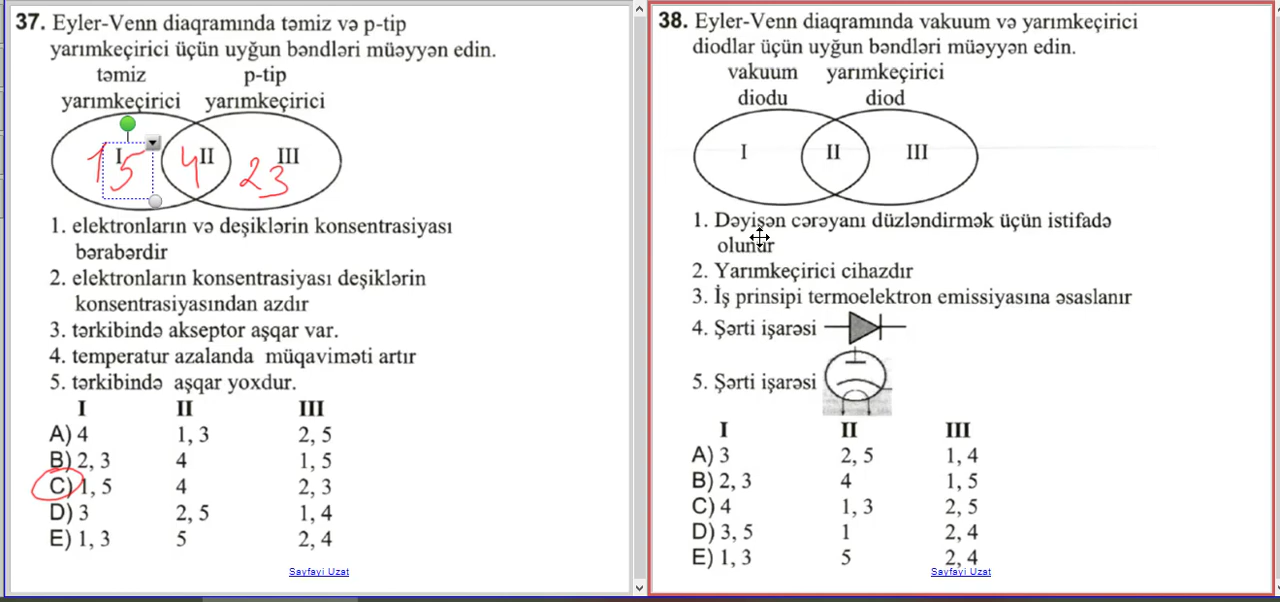 37. Eyler-Venn diaqramında təmiz və p-tip
yarımkeçirici üçün uyğun bəndləri müəyyən edin.
təmiz p-tip
yarımkeçirici yarımkeçirici
I II III
15 4 23
1. elektronların və deşiklərin konsentrasiyası
bərabərdir
2. elektronların konsentrasiyası deşiklərin
konsentrasiyasından azdır
3. tərkibində akseptor aşqar var.
4. temperatur azalanda müqaviməti artır
5. tərkibində aşqar yoxdur.
I II III
A) 4 1, 3 2, 5
B) 2, 3 4 1, 5
C) 1, 5 4 2, 3
D) 3 2, 5 1, 4
E) 1, 3 5 2, 4
Sayfayi Uzat
38. Eyler-Venn diaqramında vakuum və yarımkeçirici
diodlar üçün uyğun bəndləri müəyyən edin.
vakuum yarımkeçirici
diodu diod
I II III
1. Dəyişən cərəyanı düzləndirmək üçün istifadə
olunur
2. Yarımkeçirici cihazdır
3. İş prinsipi termoelektron emissiyasına əsaslanır
4. Şərti işarəsi
5. Şərti işarəsi
I II III
A) 3 2, 5 1, 4
B) 2, 3 4 1, 5
C) 4 1, 3 2, 5
D) 3, 5 1 2, 4
E) 1, 3 5 2, 4
Sayfayi Uzat